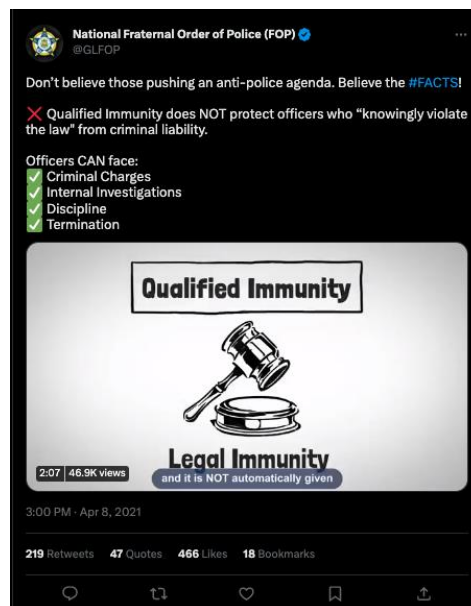 National Fraternal Order of Police (FOP)
@GLFOP
Don’t believe those pushing an anti-police agenda. Believe the #FACTS!
❌ Qualified Immunity does NOT protect officers who “knowingly violate
the law” from criminal liability.
Officers CAN face:
✅ Criminal Charges
✅ Internal Investigations
✅ Discipline
✅ Termination
Qualified Immunity
Legal Immunity
and it is NOT automatically given
2:07 46.9K views
3:00 PM · Apr 8, 2021
219 Retweets 47 Quotes 466 Likes 18 Bookmarks